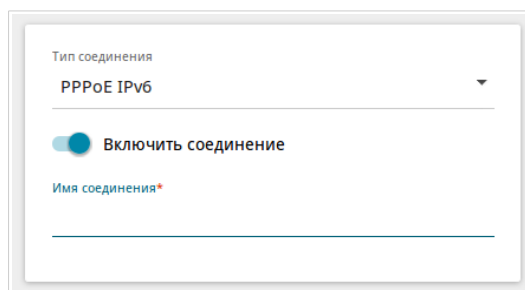 Тип соединения
PPPoE IPv6
Включить соединение
Имя соединения*